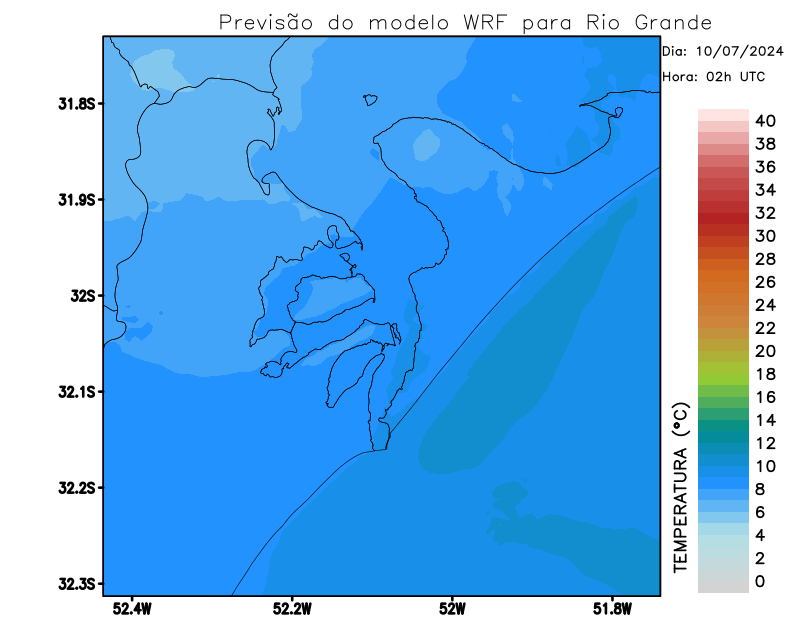 Previsão do modelo WRF para Rio Grande
Dia: 10/07/2024
Hora: 02h UTC
31.8S
31.9S
32S
32.1S
32.2S
32.3S
52.4W
52.2W
52W
51.8W
TEMPERATURA (°C)
40
38
36
34
32
30
28
26
24
22
20
18
16
14
12
10
8
6
4
2
0